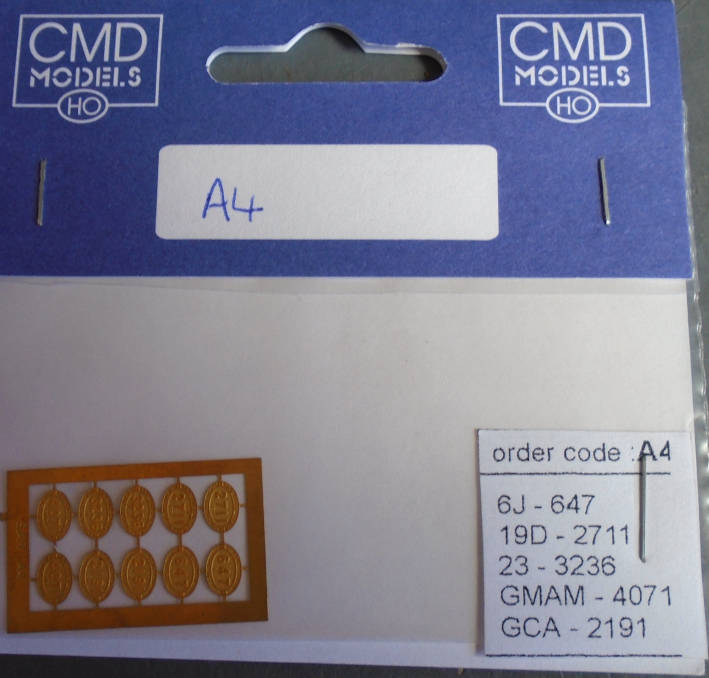 CMD
MODELS
HO
CMD
MODELS
HO
A4
order code :A4
6J - 647
19D - 2711
23 - 3236
GMAM - 4071
GCA - 2191